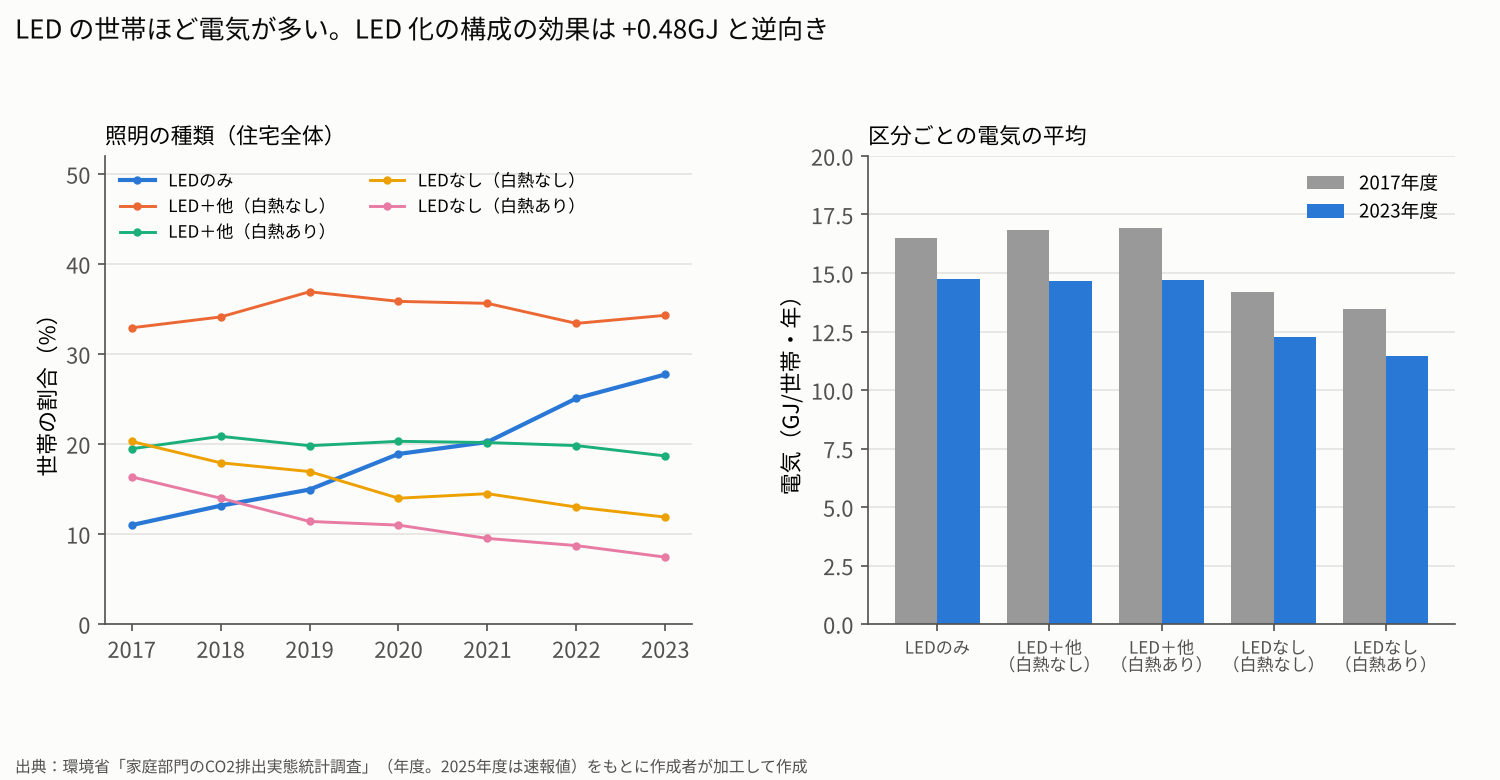 LED の世帯ほど電気が多い。LED 化の構成の効果は +0.48GJ と逆向き
照明の種類（住宅全体）
世帯の割合（%）
50
40
30
20
10
0
LEDのみ
LED＋他（白熱なし）
LED＋他（白熱あり）
LEDなし（白熱なし）
LEDなし（白熱あり）
2017
2018
2019
2020
2021
2022
2023
区分ごとの電気の平均
電気（GJ/世帯・年）
20.0
17.5
15.0
12.5
10.0
7.5
5.0
2.5
0.0
2017年度
2023年度
LEDのみ
LED＋他
（白熱なし）
LED＋他
（白熱あり）
LEDなし
（白熱なし）
LEDなし
（白熱あり）
出典：環境省「家庭部門のCO2排出実態統計調査」（年度。2025年度は速報値）をもとに作成者が加工して作成